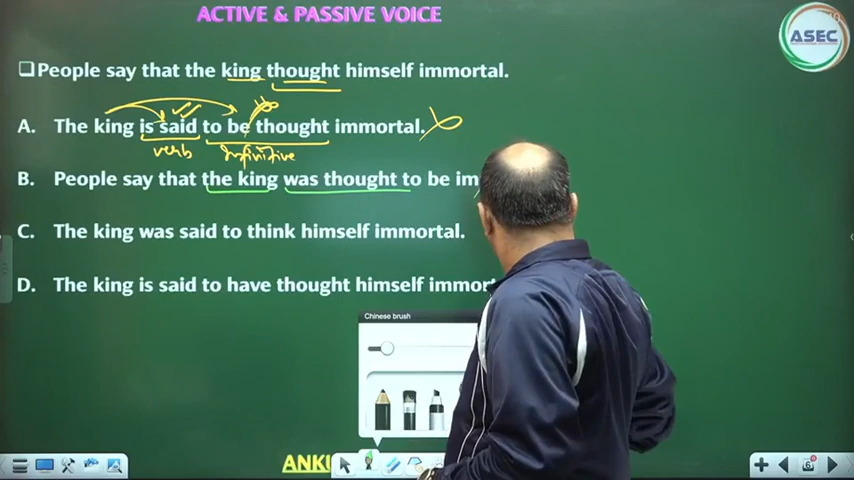 ACTIVE & PASSIVE VOICE
ASEC
❑People say that the king thought himself immortal.
A. The king is said to be thought immortal.
verb Infinitive
B. People say that the king was thought to be im
C. The king was said to think himself immortal.
D. The king is said to have thought himself immort
Chinese brush
ANKU